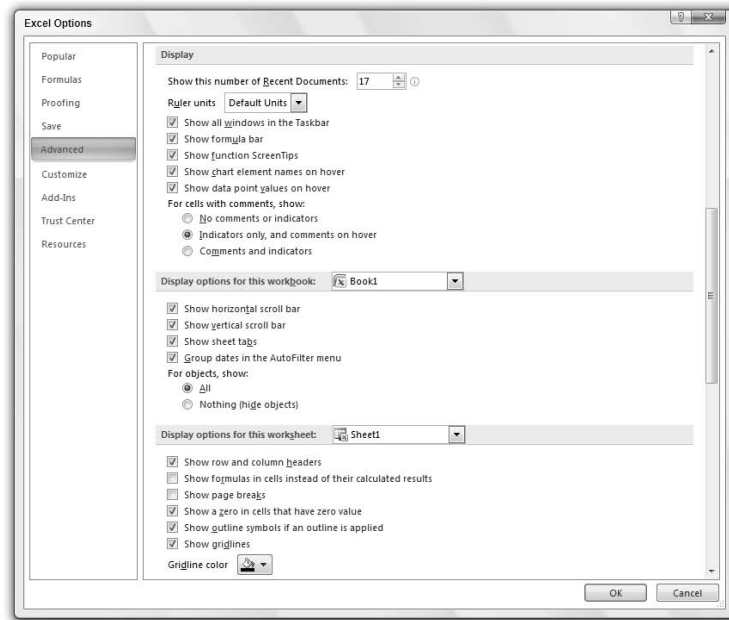 Excel Options
Popular
Formulas
Proofing
Save
Advanced
Customize
Add-Ins
Trust Center
Resources
Display
Show this number of Recent Documents: 17
Ruler units Default Units
Show all windows in the Taskbar
Show formula bar
Show function ScreenTips
Show chart element names on hover
Show data point values on hover
For cells with comments, show:
No comments or indicators
Indicators only, and comments on hover
Comments and indicators
Display options for this workbook: Book1
Show horizontal scroll bar
Show vertical scroll bar
Show sheet tabs
Group dates in the AutoFilter menu
For objects, show:
All
Nothing (hide objects)
Display options for this worksheet: Sheet1
Show row and column headers
Show formulas in cells instead of their calculated results
Show page breaks
Show a zero in cells that have zero value
Show outline symbols if an outline is applied
Show gridlines
Gridline color
OK Cancel